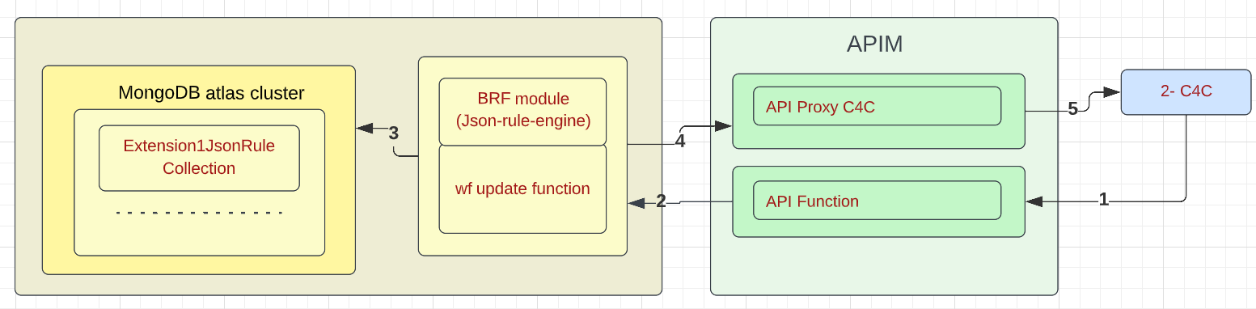 MongoDB atlas cluster
Extension1JsonRule
Collection
3
BRF module
(Json-rule-engine)
wf update function
4
2
APIM
API Proxy C4C
API Function
5
1
2- C4C